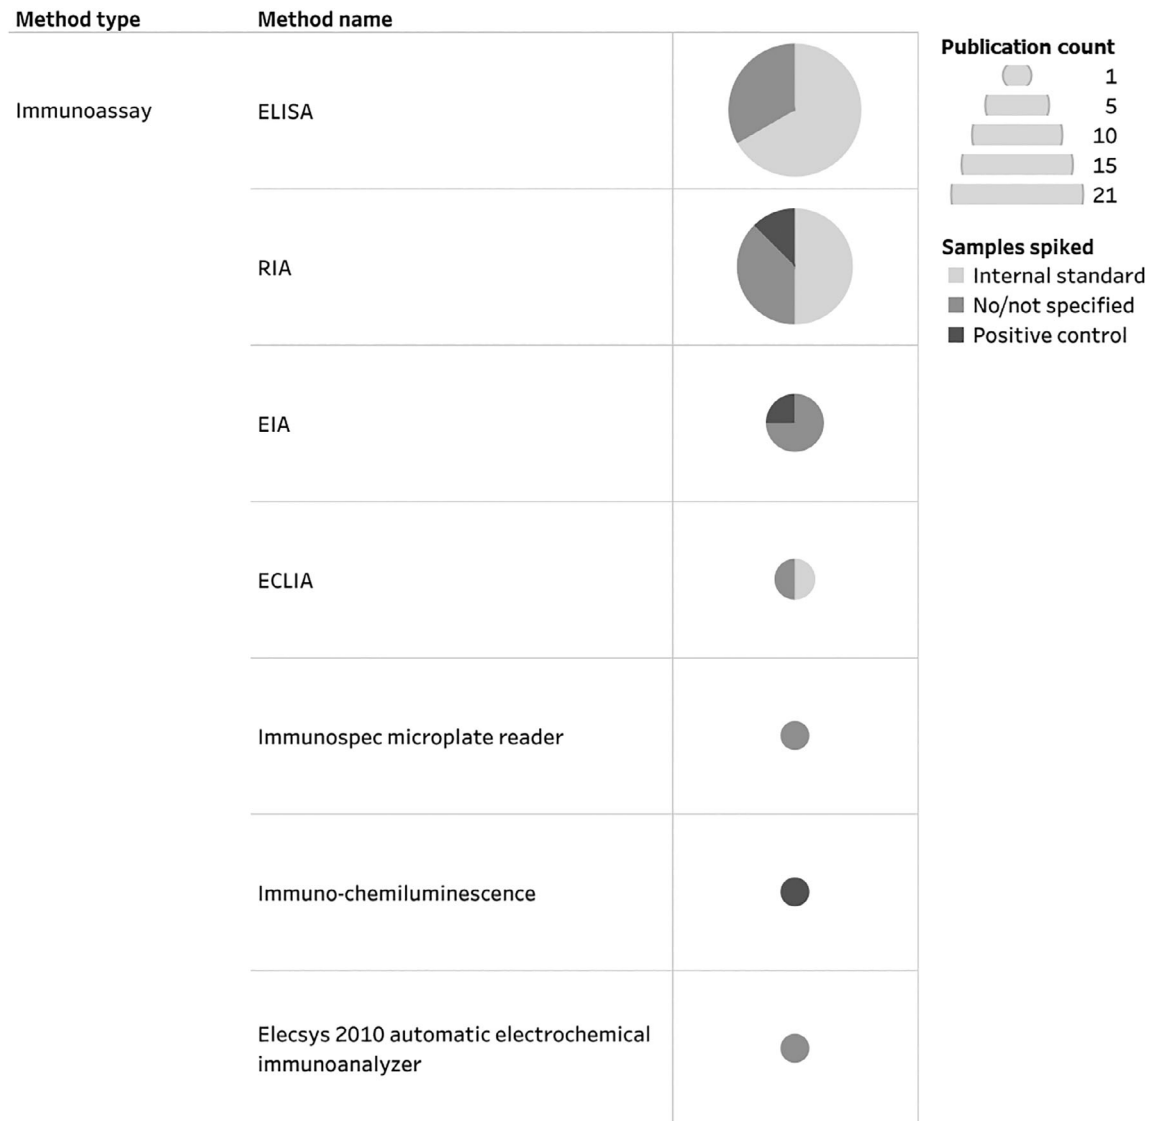 Method type
Method name
Immunoassay
ELISA
RIA
EIA
ECLIA
Immunospec microplate reader
Immuno-chemiluminescence
Elecsys 2010 automatic electrochemical
immunoanalyzer
Publication count
1
5
10
15
21
Samples spiked
Internal standard
No/not specified
Positive control